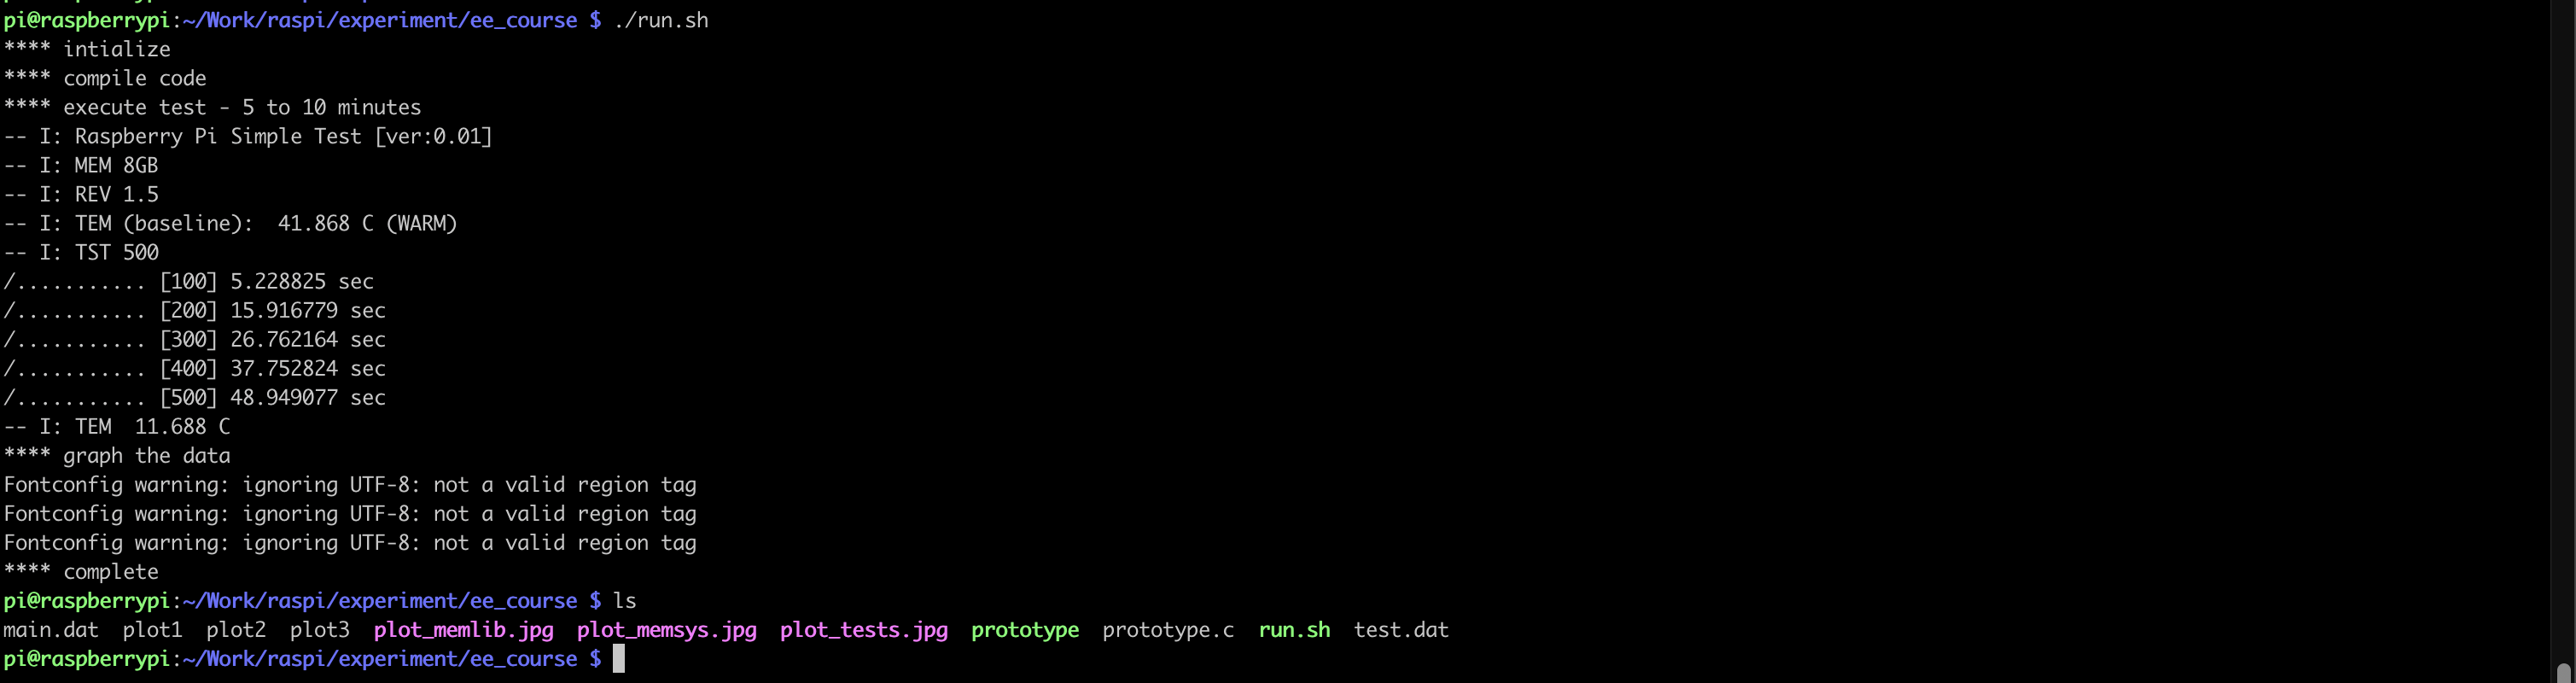 pi@raspberrypi:~/Work/raspi/experiment/ee_course $ ./run.sh
**** intialize
**** compile code
**** execute test - 5 to 10 minutes
-- I: Raspberry Pi Simple Test [ver:0.01]
-- I: MEM 8GB
-- I: REV 1.5
-- I: TEM (baseline):  41.868 C (WARM)
-- I: TST 500
/........... [100] 5.228825 sec
/........... [200] 15.916779 sec
/........... [300] 26.762164 sec
/........... [400] 37.752824 sec
/........... [500] 48.949077 sec
-- I: TEM  11.688 C
**** graph the data
Fontconfig warning: ignoring UTF-8: not a valid region tag
Fontconfig warning: ignoring UTF-8: not a valid region tag
Fontconfig warning: ignoring UTF-8: not a valid region tag
**** complete
pi@raspberrypi:~/Work/raspi/experiment/ee_course $ ls
main.dat  plot1  plot2  plot3  plot_memlib.jpg  plot_memsys.jpg  plot_tests.jpg  prototype  prototype.c  run.sh  test.dat
pi@raspberrypi:~/Work/raspi/experiment/ee_course $